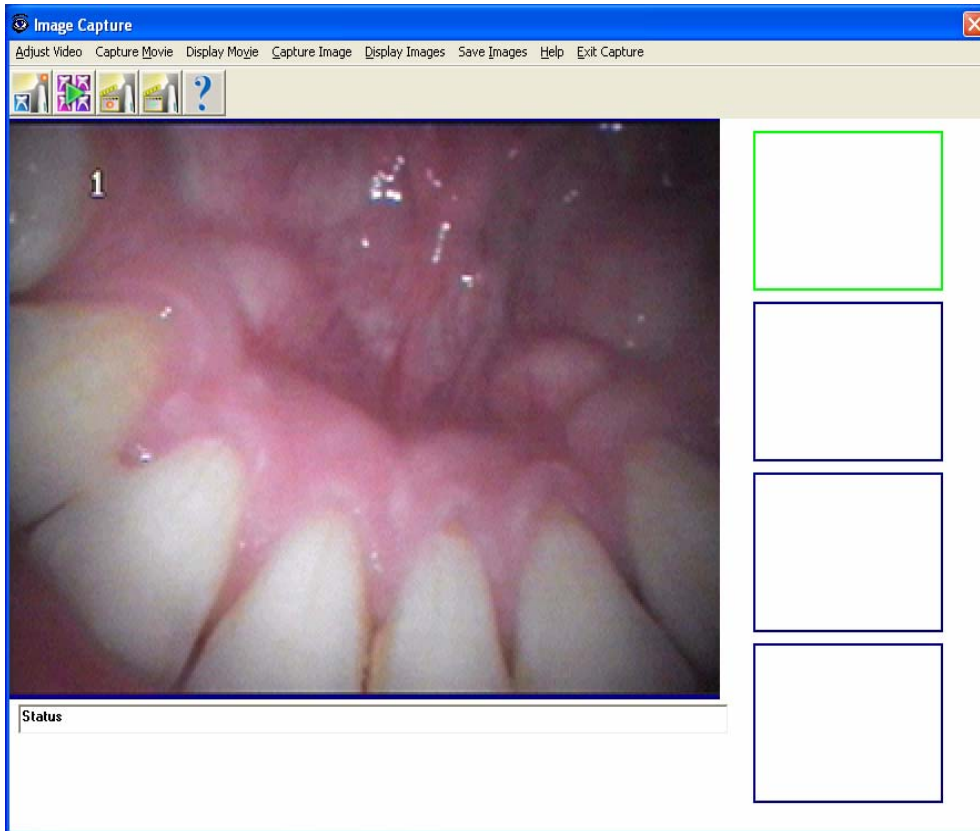 Image Capture
Adjust Video Capture Movie Display Movie Capture Image Display Images Save Images Help Exit Capture
?
1
Status